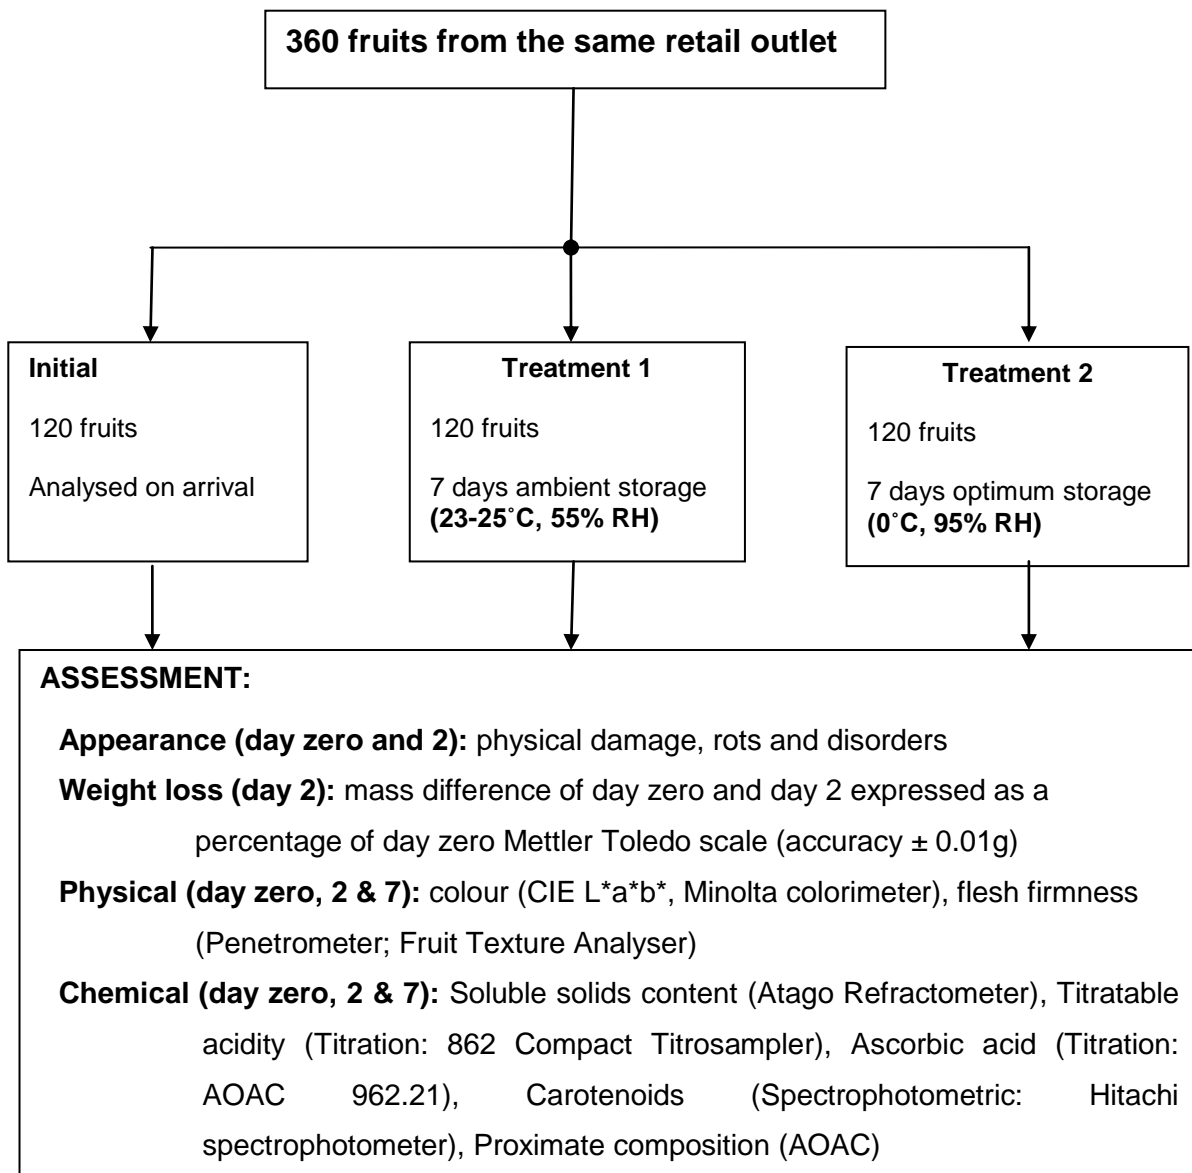 360 fruits from the same retail outlet
Initial
120 fruits
Analysed on arrival
Treatment 1
120 fruits
7 days ambient storage
(23-25˚C, 55% RH)
Treatment 2
120 fruits
7 days optimum storage
(0˚C, 95% RH)
ASSESSMENT:
Appearance (day zero and 2): physical damage, rots and disorders
Weight loss (day 2): mass difference of day zero and day 2 expressed as a
percentage of day zero Mettler Toledo scale (accuracy ± 0.01g)
Physical (day zero, 2 & 7): colour (CIE L*a*b*, Minolta colorimeter), flesh firmness
(Penetrometer; Fruit Texture Analyser)
Chemical (day zero, 2 & 7): Soluble solids content (Atago Refractometer), Titratable
acidity (Titration: 862 Compact Titrosampler), Ascorbic acid (Titration:
AOAC 962.21), Carotenoids (Spectrophotometric: Hitachi
spectrophotometer), Proximate composition (AOAC)